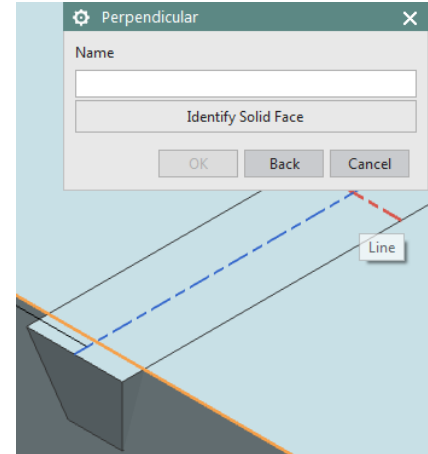 Perpendicular
Name
Identify Solid Face
OK Back Cancel
Line